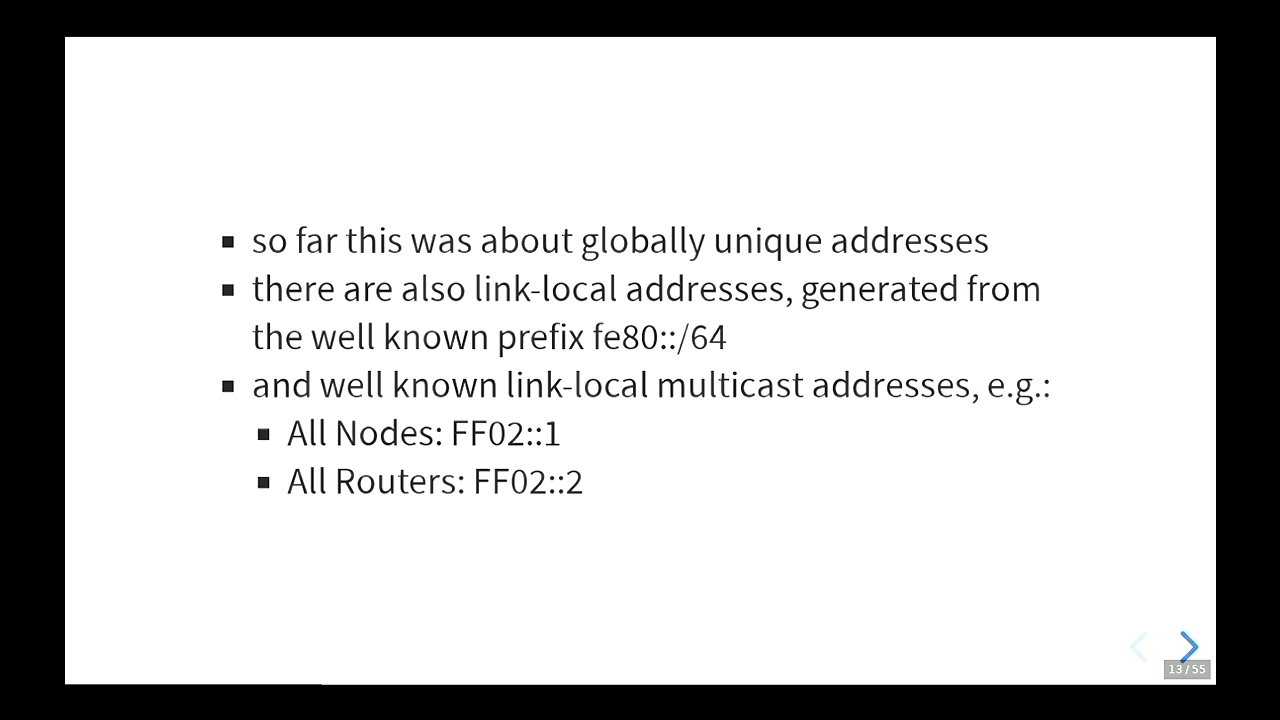 so far this was about globally unique addresses
there are also link-local addresses, generated from
the well known prefix fe80::/64
and well known link-local multicast addresses, e.g.:
All Nodes: FF02::1
All Routers: FF02::2
13 / 55